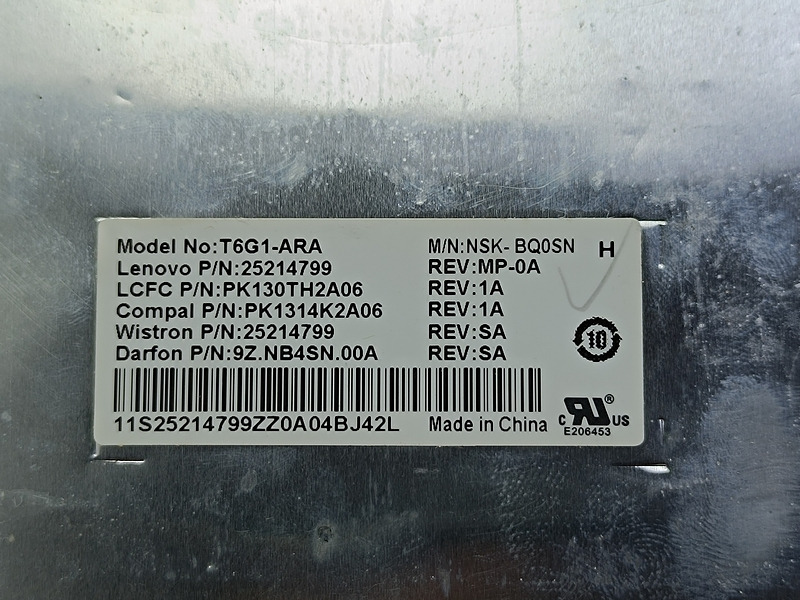 Model No:T6G1-ARA M/N:NSK- BQ0SN H
Lenovo P/N:25214799 REV:MP-0A
LCFC P/N:PK130TH2A06 REV:1A
Compal P/N:PK1314K2A06 REV:1A
Wistron P/N:25214799 REV:SA
Darfon P/N:9Z.NB4SN.00A REV:SA
10
11S25214799ZZ0A04BJ42L Made in China
c RU ® US
E206453